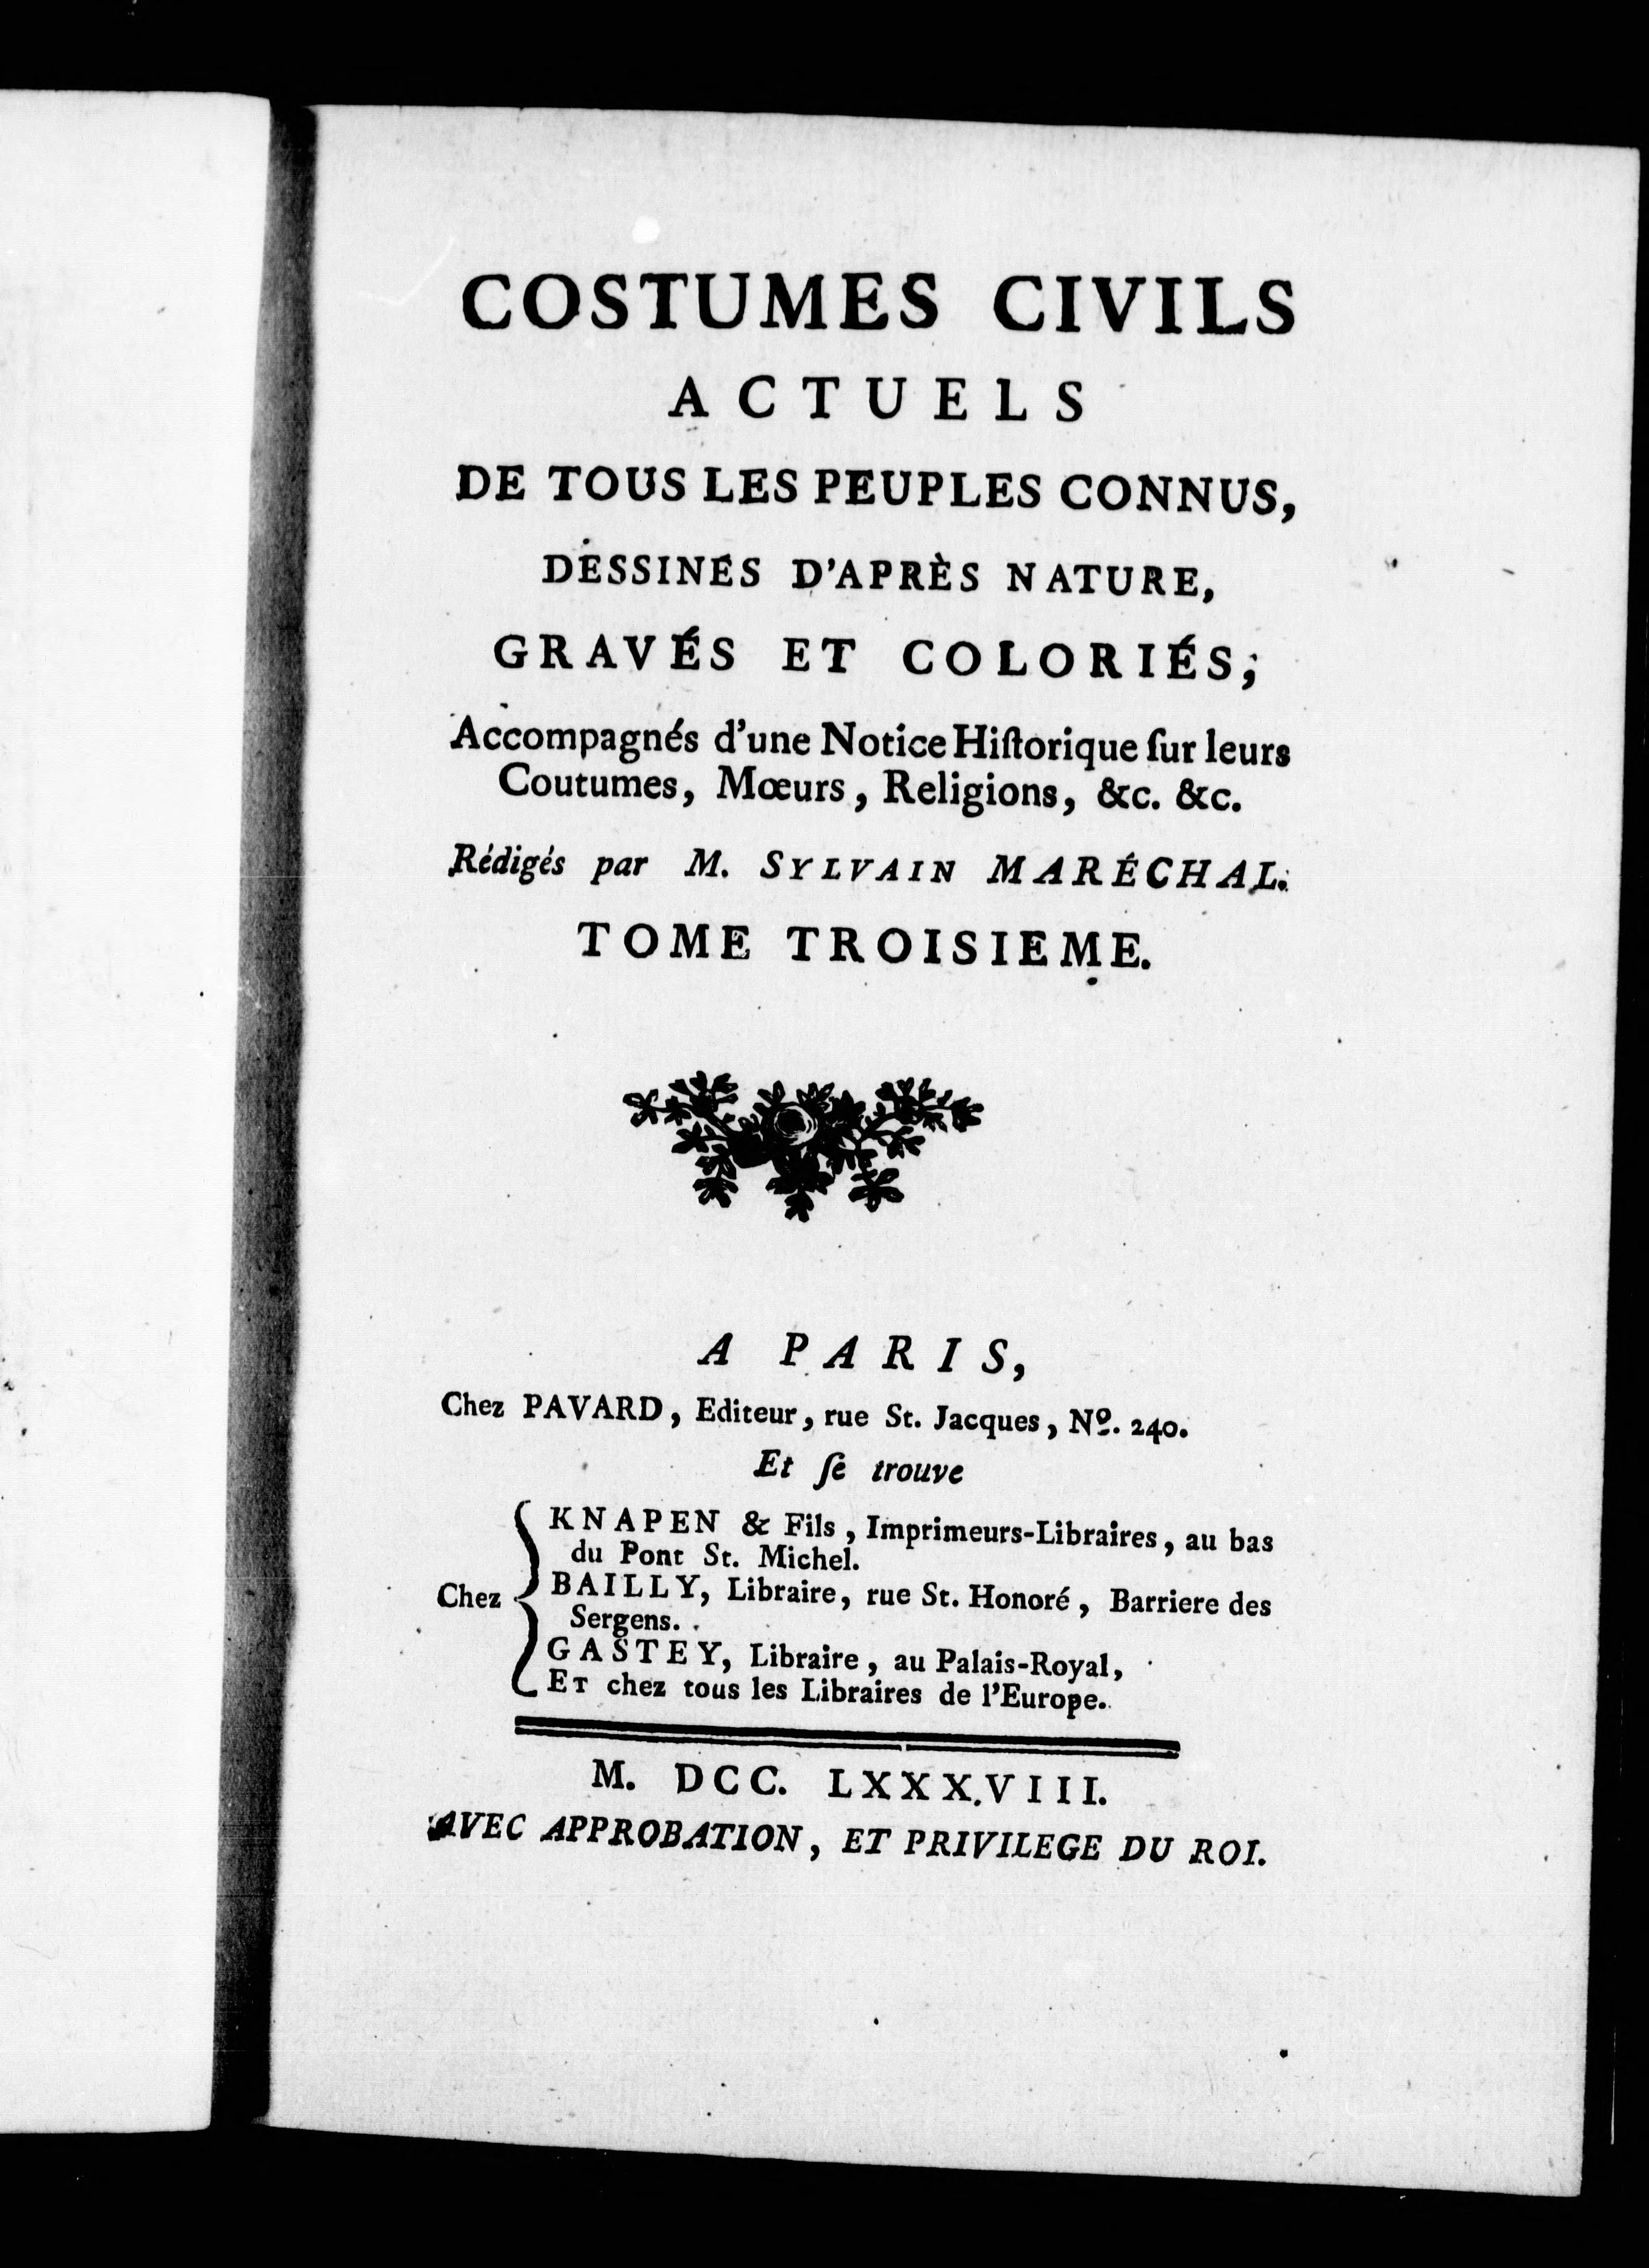 COSTUMES CIVILS
ACTUELS
DE TOUS LES PEUPLES CONNUS,
DESSINÉS D'APRÈS NATURE,
GRAVÉS ET COLORIÉS;
Accompagnés d'une Notice Hiſtorique ſur leurs
Coutumes, Mœurs, Religions, &c. &c.
Rédigés par M. SYLVAIN MARÉCHAL.
TOME TROISIEME.
A PARIS,
Chez PAVARD, Editeur, rue St. Jacques, Nº. 240.
Et ſe trouve
Chez
KNAPEN & Fils, Imprimeurs-Libraires, au bas
du Pont St. Michel.
BAILLY, Libraire, rue St. Honoré, Barriere des
Sergens.
GASTEY, Libraire, au Palais-Royal,
ET chez tous les Libraires de l'Europe.
M. DCC. LXXXVIII.
AVEC APPROBATION, ET PRIVILEGE DU ROI.